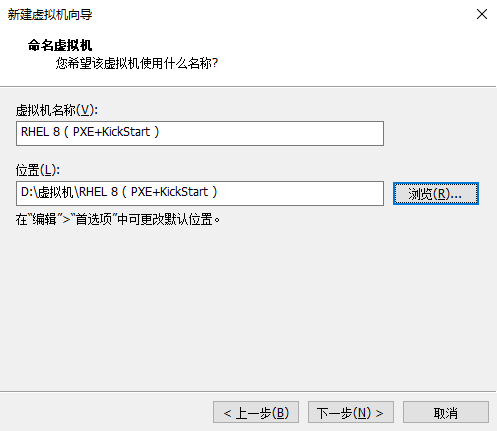 新建虚拟机向导
命名虚拟机
您希望该虚拟机使用什么名称?
虚拟机名称(V):
RHEL 8 ( PXE+KickStart )
位置(L):
D:\虚拟机\RHEL 8 ( PXE+KickStart )
浏览(R)...
在"编辑">"首选项"中可更改默认位置。
< 上一步(B)
下一步(N) >
取消